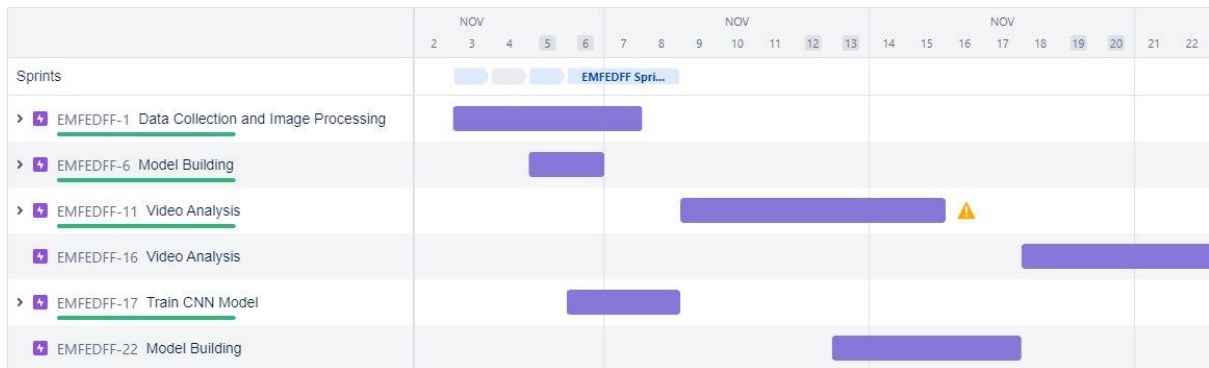 NOV NOV NOV
2 3 4 5 6 7 8 9 10 11 12 13 14 15 16 17 18 19 20 21 22
Sprints EMFEDFF Spri...
EMFEDFF-1 Data Collection and Image Processing
EMFEDFF-6 Model Building
EMFEDFF-11 Video Analysis
EMFEDFF-16 Video Analysis
EMFEDFF-17 Train CNN Model
EMFEDFF-22 Model Building